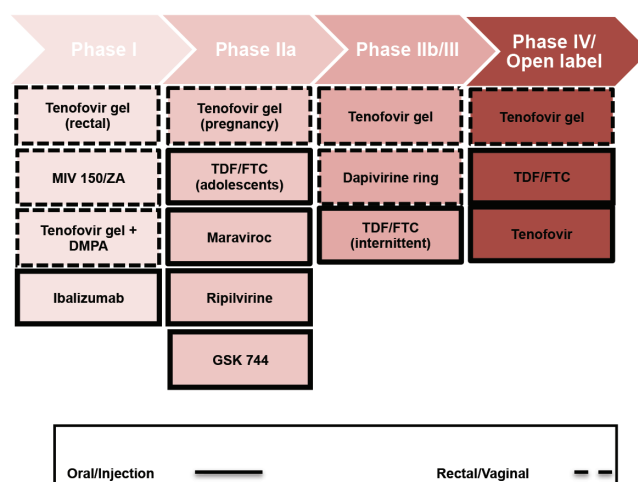 Phase I
Phase IIa
Phase IIb/III
Phase IV/
Open label
Tenofovir gel
(rectal)
MIV 150/ZA
Tenofovir gel +
DMPA
Ibalizumab
Tenofovir gel
(pregnancy)
TDF/FTC
(adolescents)
Maraviroc
Ripilvirine
GSK 744
Tenofovir gel
Dapivirine ring
TDF/FTC
(internittent)
Tenofovir gel
TDF/FTC
Tenofovir
Oral/Injection
Rectal/Vaginal